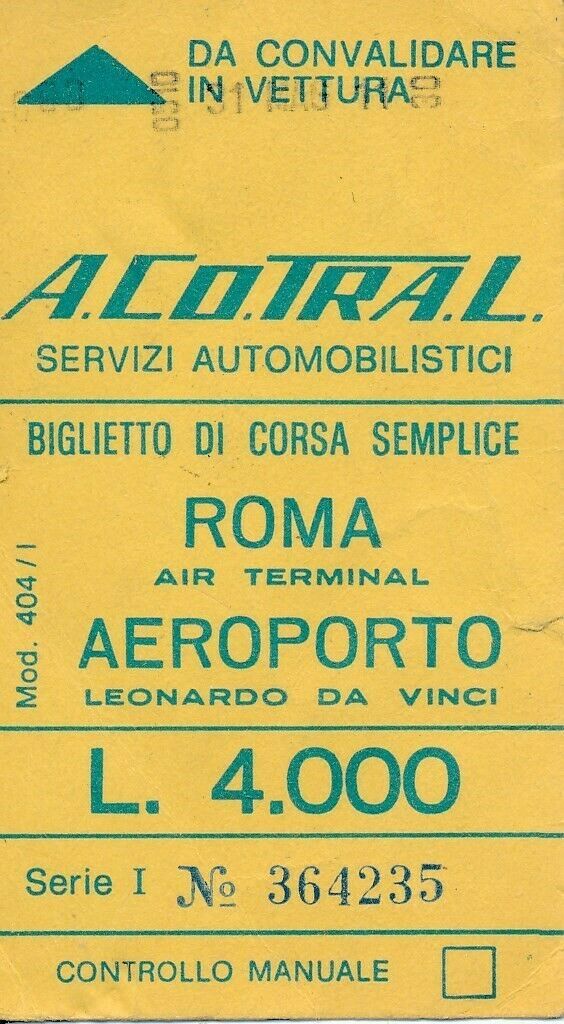 DA CONVALIDARE
IN VETTURA
A.CO.TRA.L.
SERVIZI AUTOMOBILISTICI
BIGLIETTO DI CORSA SEMPLICE
ROMA
AIR TERMINAL
AEROPORTO
LEONARDO DA VINCI
Mod. 404/I
L. 4.000
Serie I № 364235
CONTROLLO MANUALE